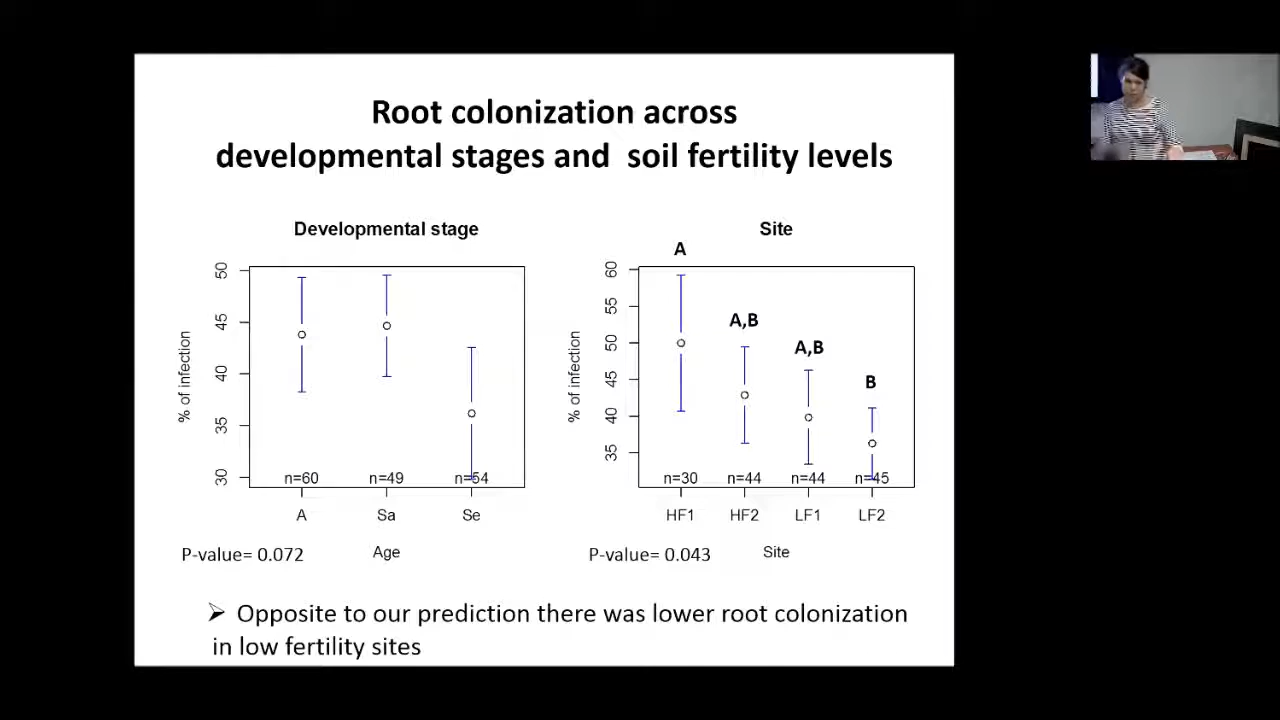 Root colonization across
developmental stages and soil fertility levels
Developmental stage
% of infection
50
45
40
35
30
n=60 n=49 n=54
A Sa Se
Age
P-value= 0.072
Site
% of infection
60
55
50
45
40
35
A
A,B
A,B
B
n=30 n=44 n=44 n=45
HF1 HF2 LF1 LF2
Site
P-value= 0.043
➢ Opposite to our prediction there was lower root colonization
in low fertility sites